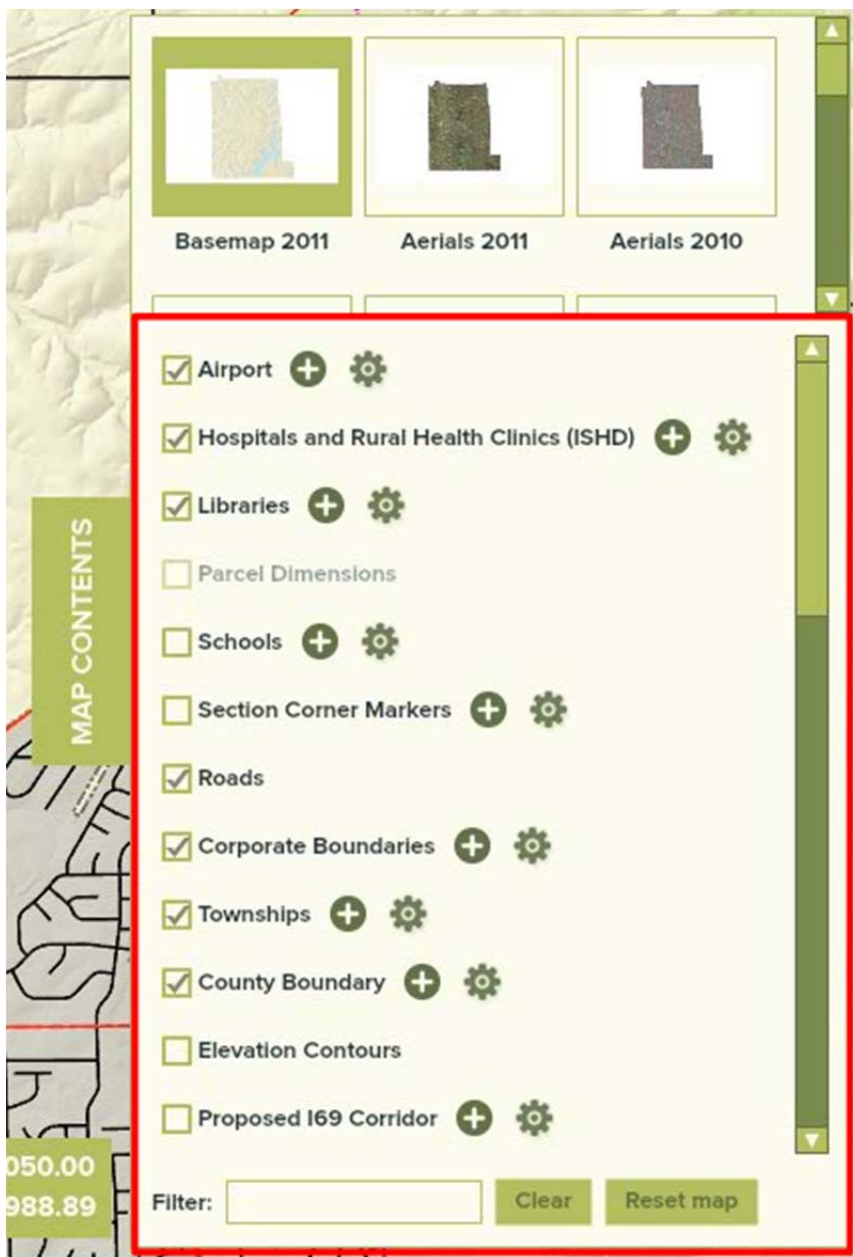 Basemap 2011
Aerials 2011
Aerials 2010
Airport
Hospitals and Rural Health Clinics (ISHD)
Libraries
Parcel Dimensions
Schools
Section Corner Markers
Roads
Corporate Boundaries
Townships
County Boundary
Elevation Contours
Proposed I69 Corridor
MAP CONTENTS
050.00
988.89
Filter:
Clear
Reset map